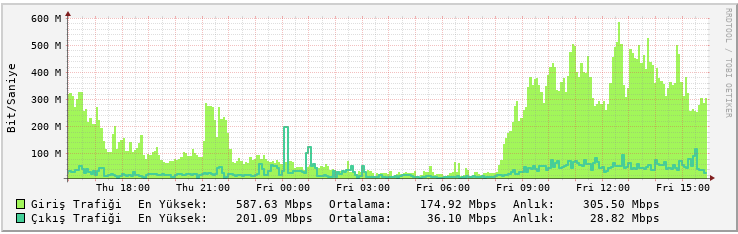 600 M
500 M
400 M
300 M
200 M
100 M
Bit/Saniye
RRDTOOL / TOBI OETIKER
Thu 18:00 Thu 21:00 Fri 00:00 Fri 03:00 Fri 06:00 Fri 09:00 Fri 12:00 Fri 15:00
Giriş Trafiği En Yüksek: 587.63 Mbps Ortalama: 174.92 Mbps Anlık: 305.50 Mbps
Çıkış Trafiği En Yüksek: 201.09 Mbps Ortalama: 36.10 Mbps Anlık: 28.82 Mbps